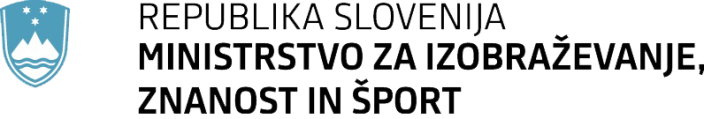 REPUBLIKA SLOVENIJA
MINISTRSTVO ZA IZOBRAŽEVANJE,
ZNANOST IN ŠPORT